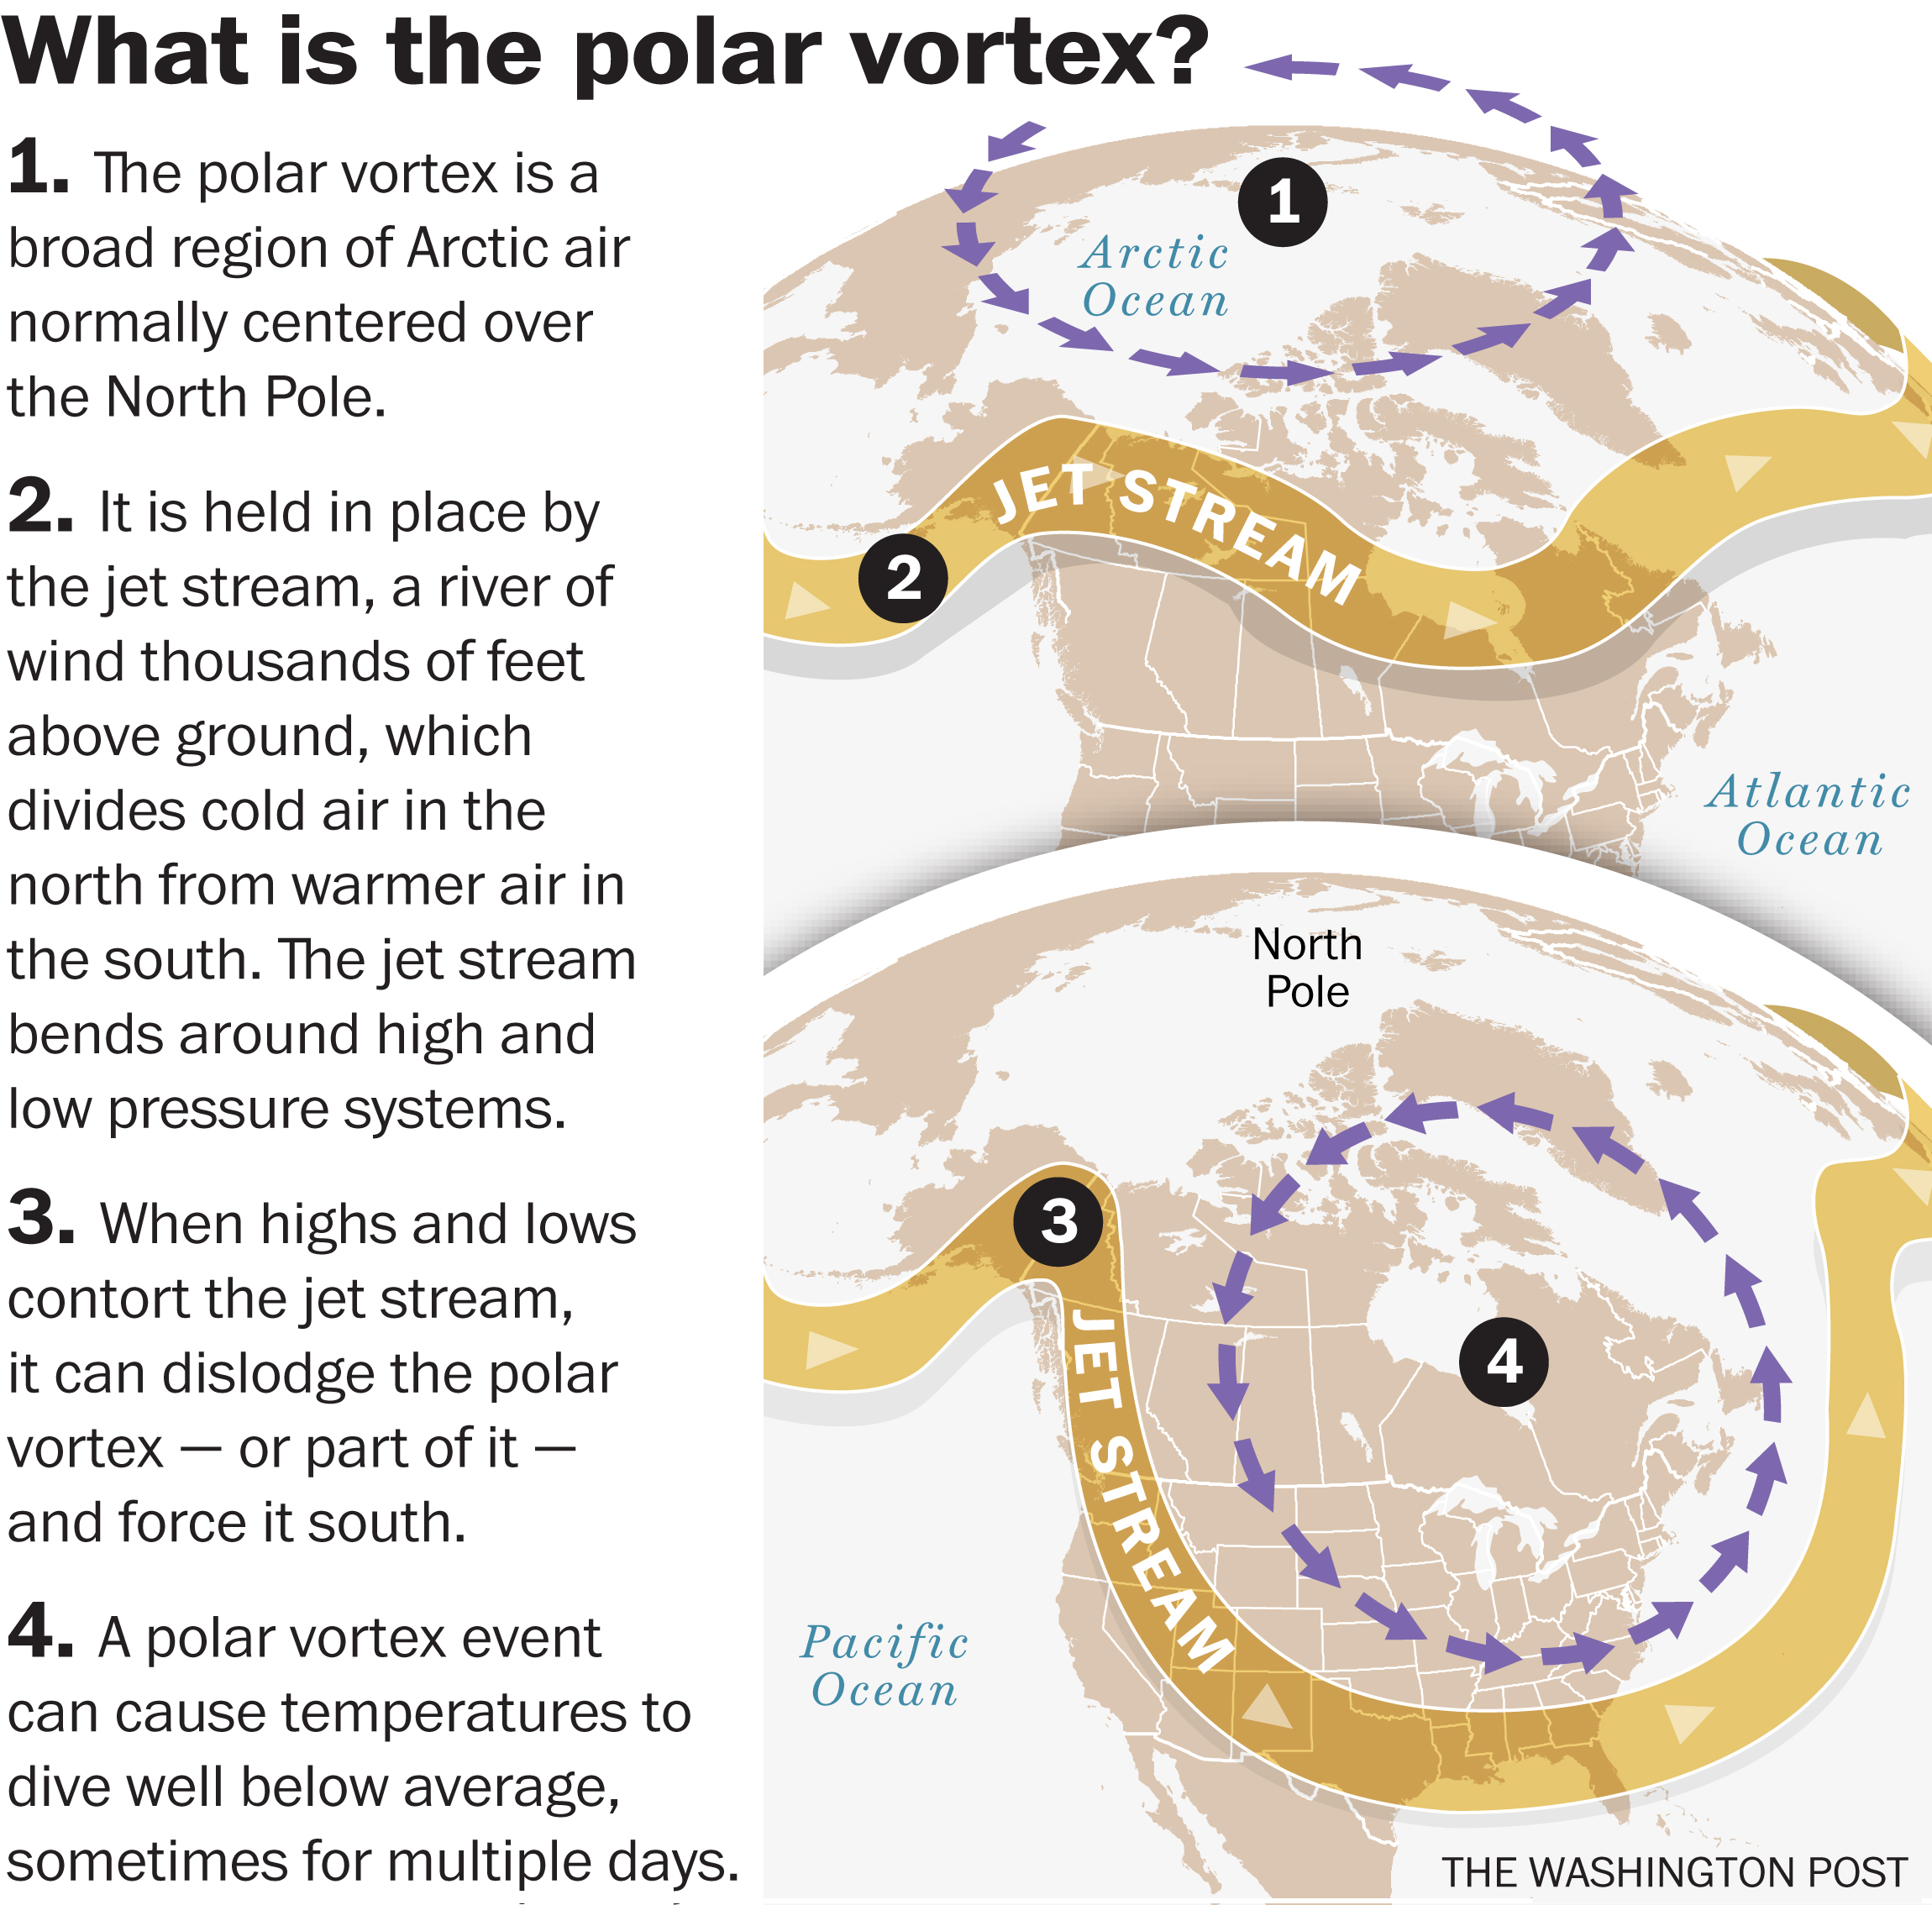 What is the polar vortex?
1. The polar vortex is a
broad region of Arctic air
normally centered over
the North Pole.
2. It is held in place by
the jet stream, a river of
wind thousands of feet
above ground, which
divides cold air in the
north from warmer air in
the south. The jet stream
bends around high and
low pressure systems.
3. When highs and lows
contort the jet stream,
it can dislodge the polar
vortex — or part of it —
and force it south.
4. A polar vortex event
can cause temperatures to
dive well below average,
sometimes for multiple days.
1
Arctic
Ocean
JET STREAM
2
Atlantic
Ocean
North
Pole
3
JET STREAM
4
Pacific
Ocean
THE WASHINGTON POST